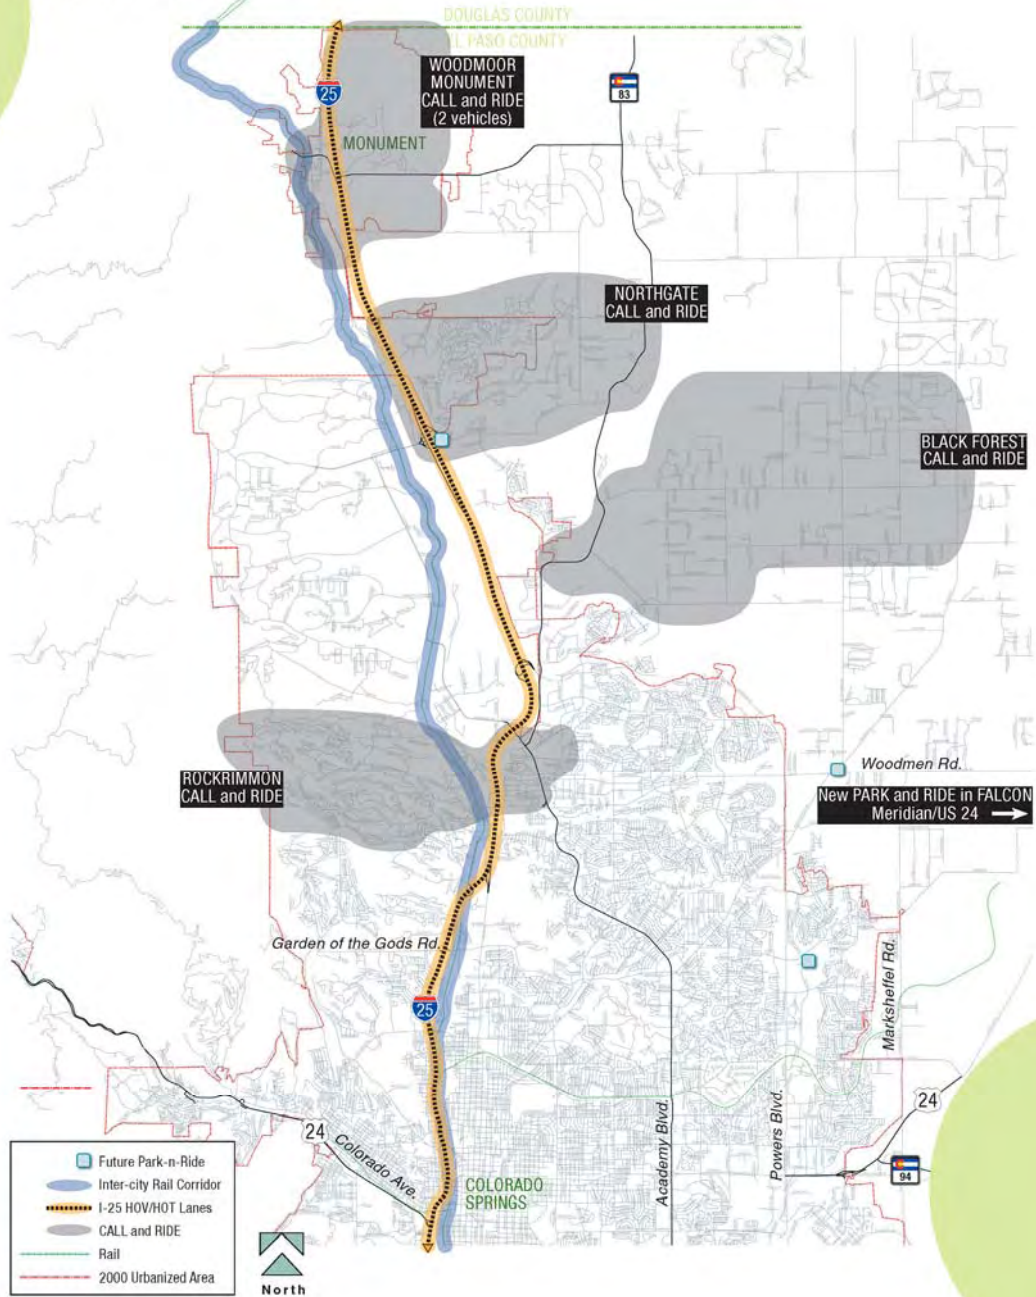 DOUGLAS COUNTY
EL PASO COUNTY
WOODMOOR
MONUMENT
CALL and RIDE
(2 vehicles)
25
83
MONUMENT
NORTHGATE
CALL and RIDE
BLACK FOREST
CALL and RIDE
ROCKRIMMON
CALL and RIDE
Woodmen Rd.
New PARK and RIDE in FALCON
Meridian/US 24
Garden of the Gods Rd.
25
Marksheffel Rd.
Academy Blvd.
Powers Blvd.
24
24
Colorado Ave.
94
COLORADO
SPRINGS
Future Park-n-Ride
Inter-city Rail Corridor
I-25 HOV/HOT Lanes
CALL and RIDE
Rail
2000 Urbanized Area
North